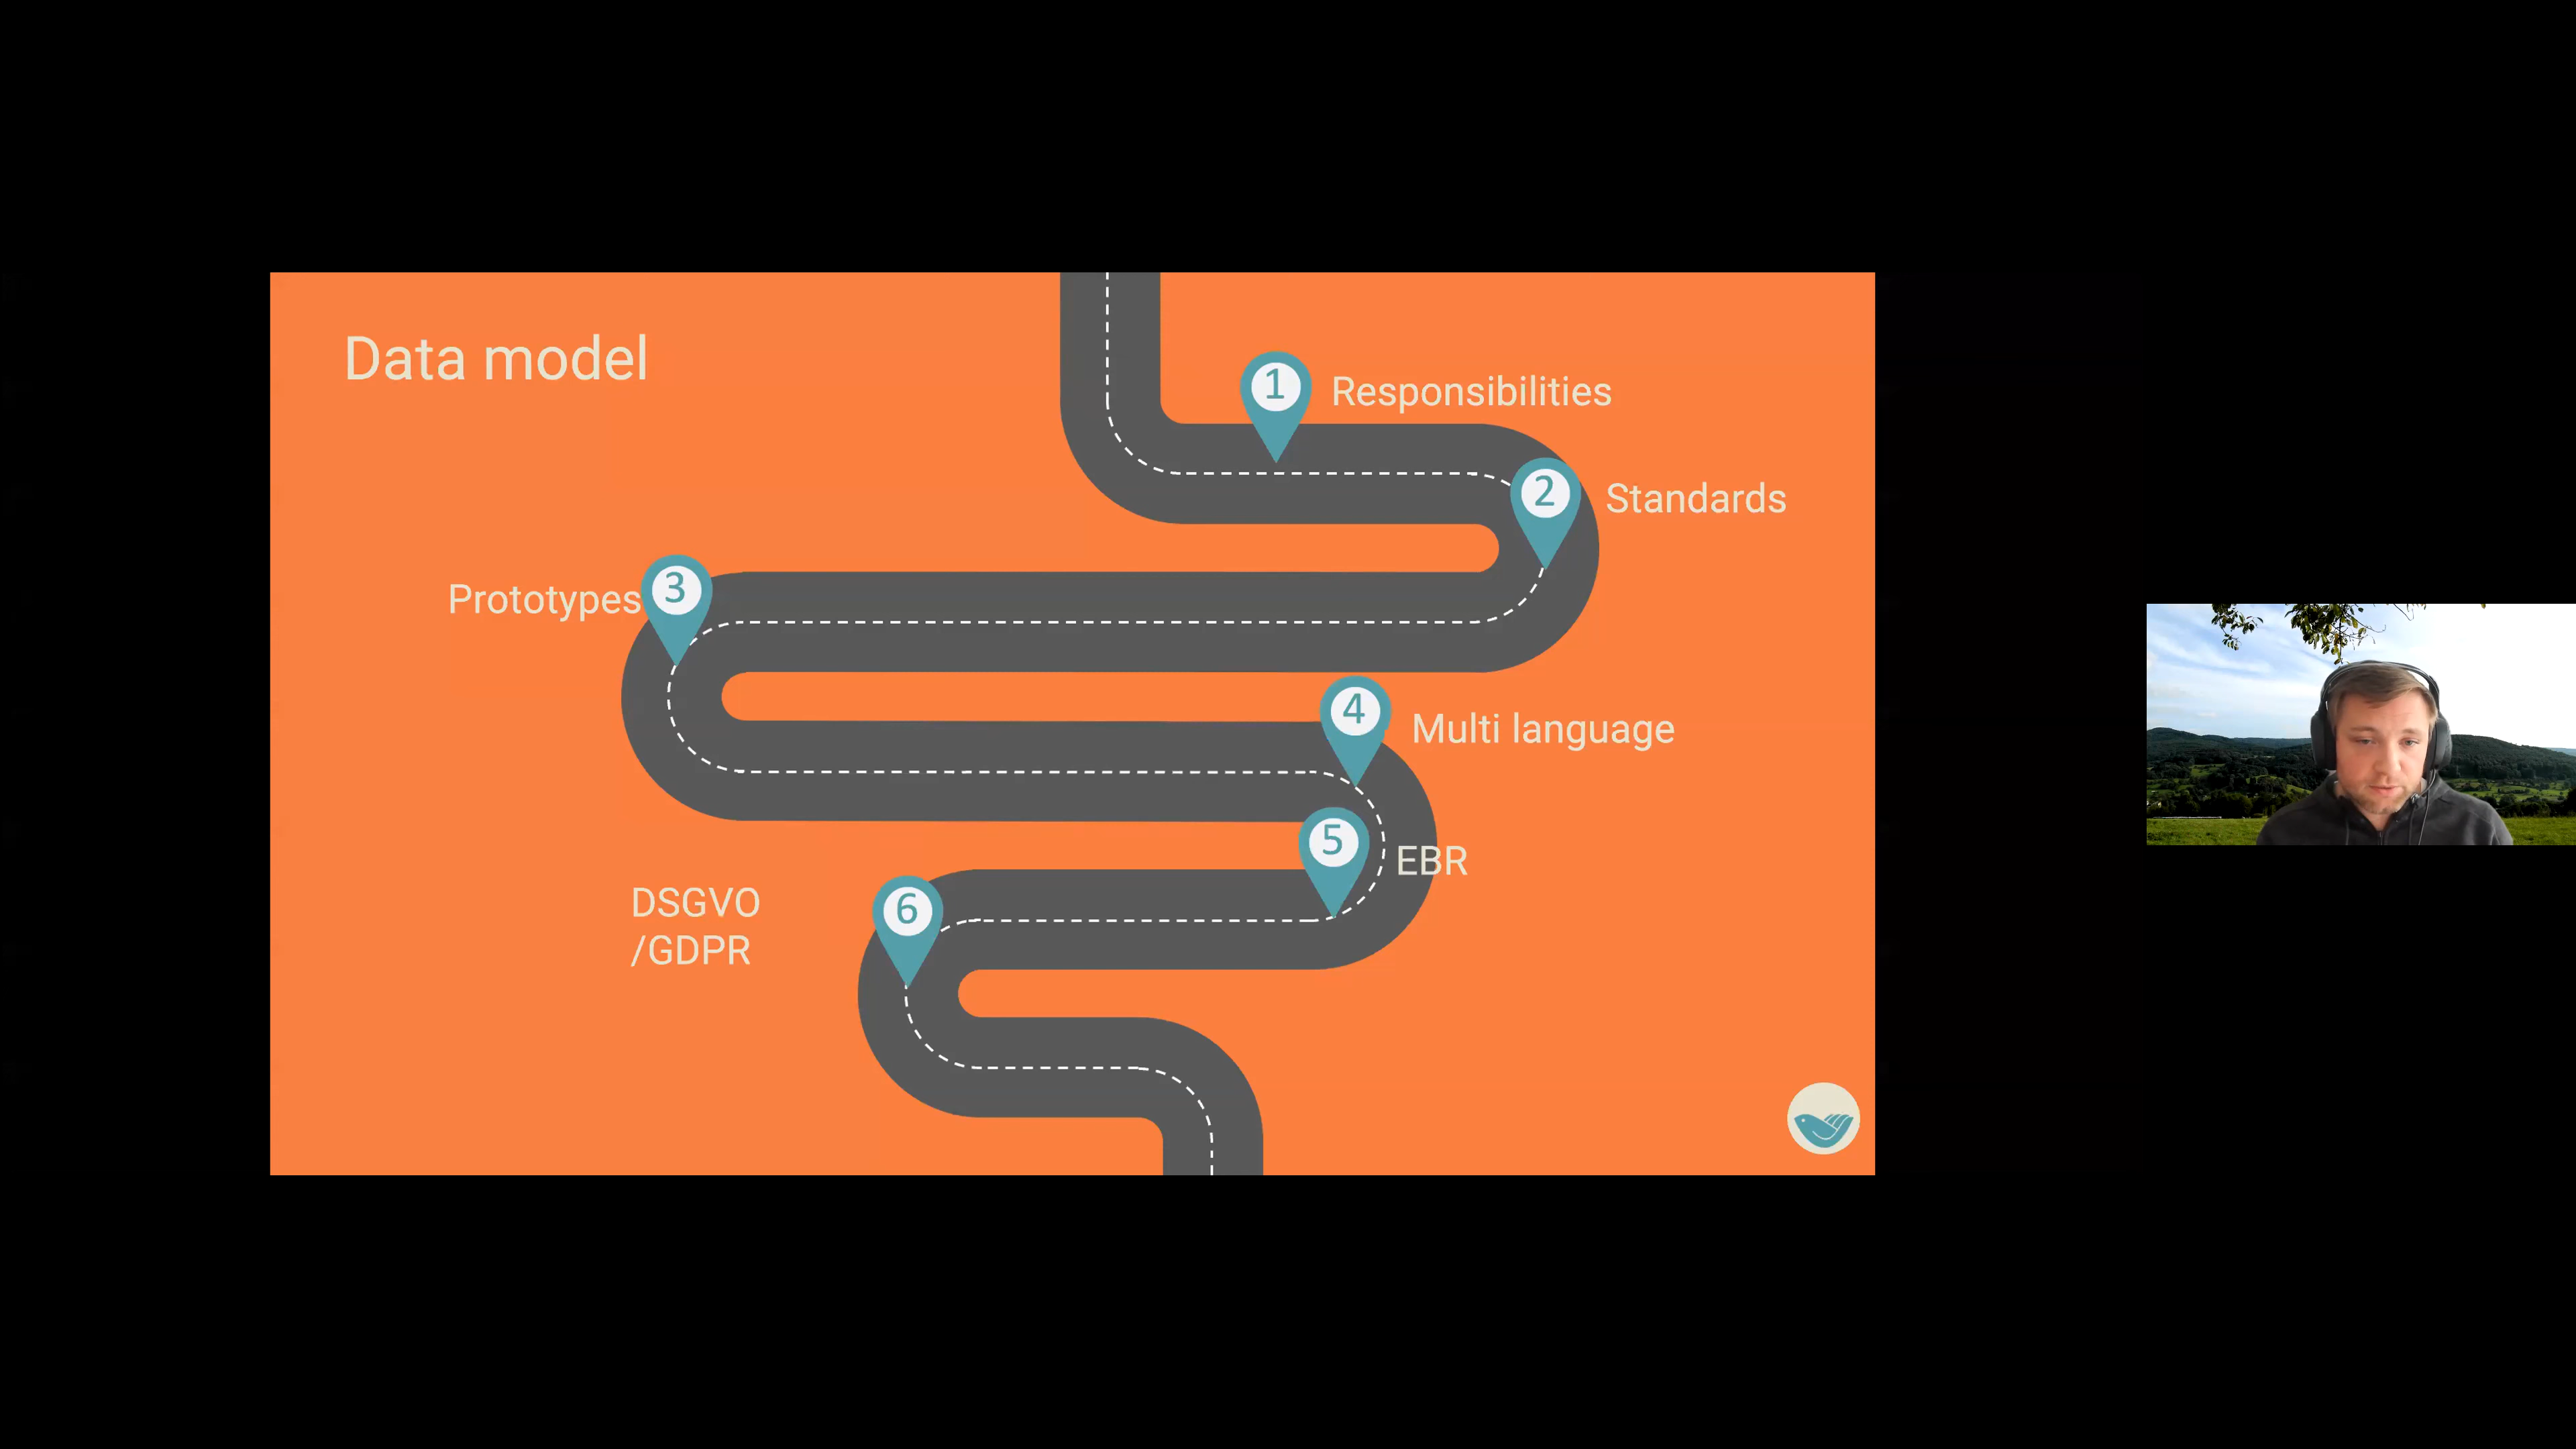 Data model
1
Responsibilities
2
Standards
3
Prototypes
4
Multi language
5
EBR
6
DSGVO
/GDPR